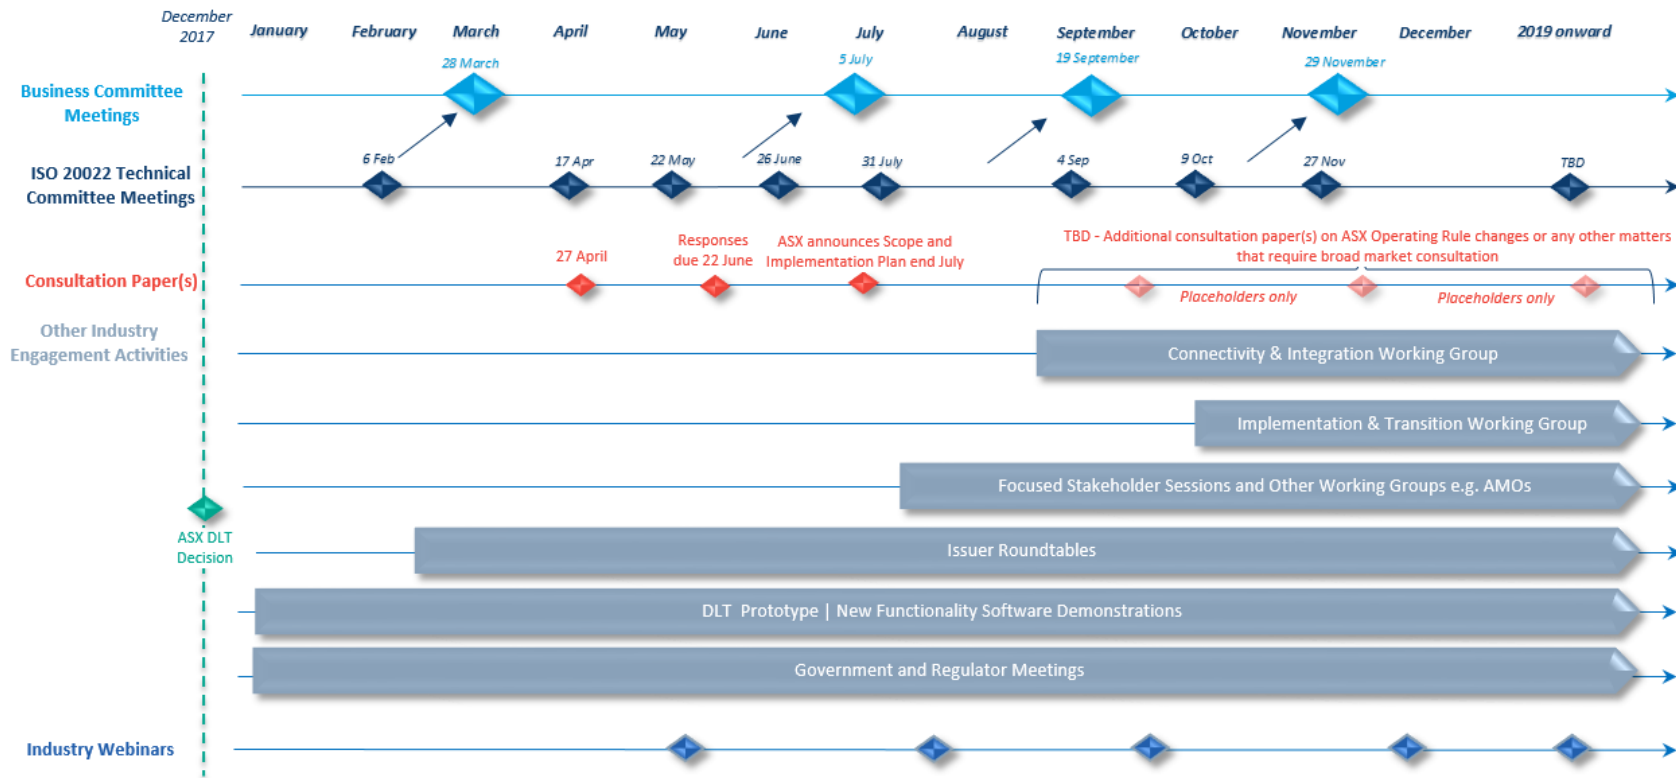 December
2017
January
February
March
April
May
June
July
August
September
October
November
December
2019 onward
Business Committee
Meetings
28 March
5 July
19 September
29 November
ISO 20022 Technical
Committee Meetings
6 Feb
17 Apr
22 May
26 June
31 July
4 Sep
9 Oct
27 Nov
TBD
Consultation Paper(s)
27 April
Responses
due 22 June
ASX announces Scope and
Implementation Plan end July
TBD - Additional consultation paper(s) on ASX Operating Rule changes or any other matters
that require broad market consultation
Placeholders only
Placeholders only
Other Industry
Engagement Activities
Connectivity & Integration Working Group
Implementation & Transition Working Group
Focused Stakeholder Sessions and Other Working Groups e.g. AMOs
ASX DLT
Decision
Issuer Roundtables
DLT Prototype | New Functionality Software Demonstrations
Government and Regulator Meetings
Industry Webinars